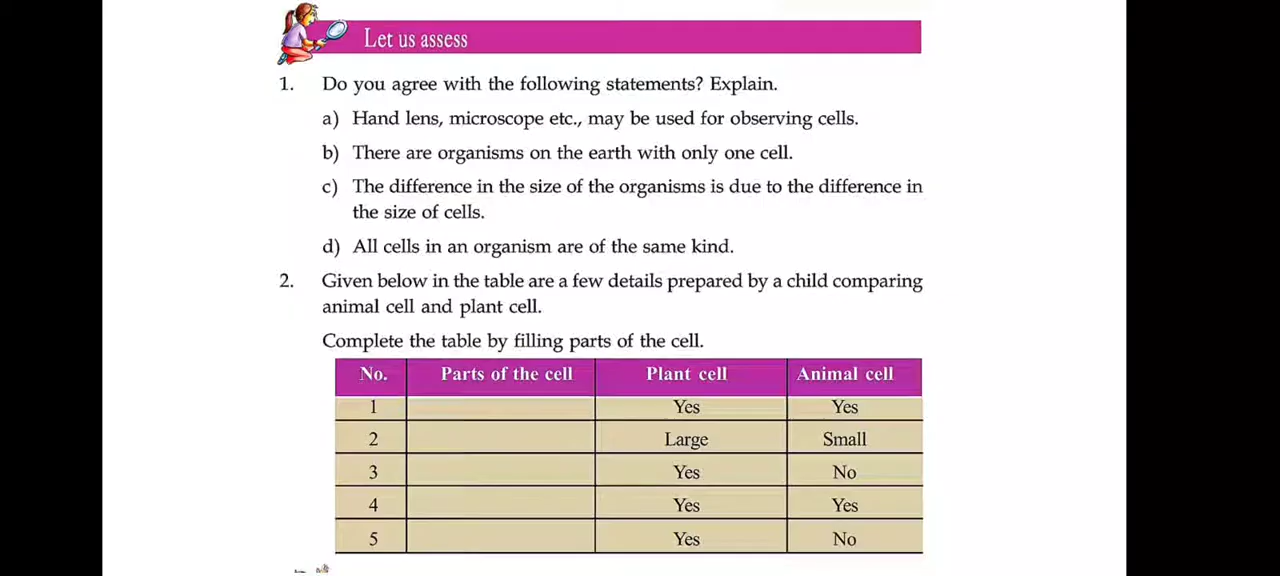 Let us assess
1. Do you agree with the following statements? Explain.
a) Hand lens, microscope etc., may be used for observing cells.
b) There are organisms on the earth with only one cell.
c) The difference in the size of the organisms is due to the difference in
the size of cells.
d) All cells in an organism are of the same kind.
2. Given below in the table are a few details prepared by a child comparing
animal cell and plant cell.
Complete the table by filling parts of the cell.
No. Parts of the cell Plant cell Animal cell
1 Yes Yes
2 Large Small
3 Yes No
4 Yes Yes
5 Yes No